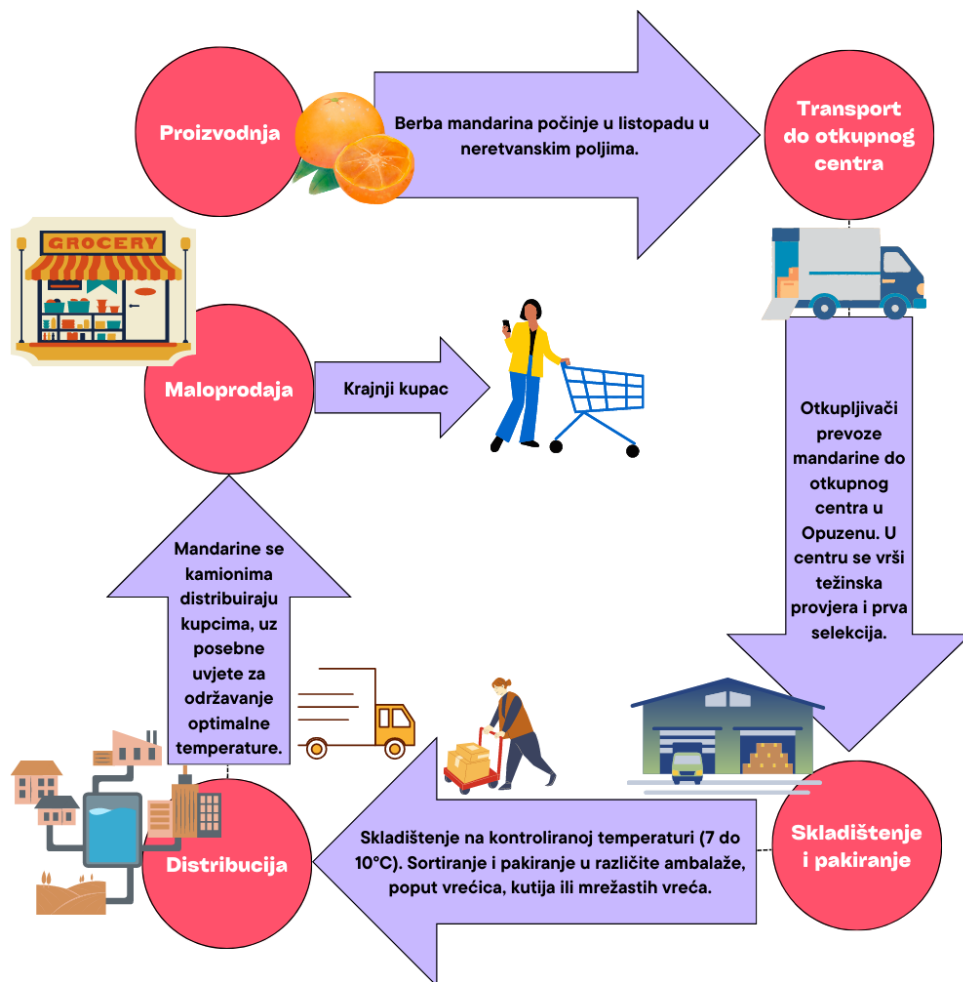 Proizvodnja
Berba mandarina počinje u listopadu u
neretvanskim poljima.
Transport
do otkupnog
centra
Otkupljivači
prevoze
mandarine do
otkupnog
centra u
Opuzenu. U
centru se vrši
težinska
provjera i prva
selekcija.
Skladištenje
i pakiranje
Skladištenje na kontroliranoj temperaturi (7 do
10°C). Sortiranje i pakiranje u različite ambalaže,
poput vrećica, kutija ili mrežastih vreća.
Distribucija
Mandarine se
kamionima
distribuiraju
kupcima, uz
posebne
uvjete za
održavanje
optimalne
temperature.
GROCERY
Maloprodaja
Krajnji kupac